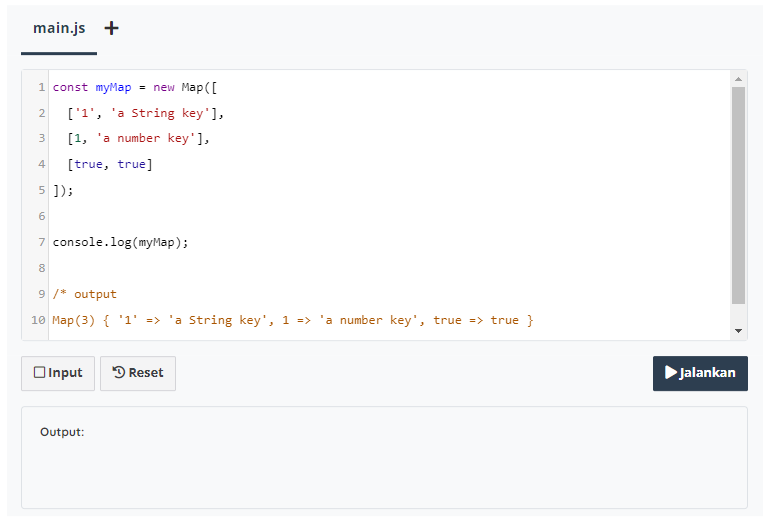 main.js +
1 const myMap = new Map([
2   ['1', 'a String key'],
3   [1, 'a number key'],
4   [true, true]
5 ]);
6
7 console.log(myMap);
8
9 /* output
10 Map(3) { '1' => 'a String key', 1 => 'a number key', true => true }
Input Reset Jalankan
Output: